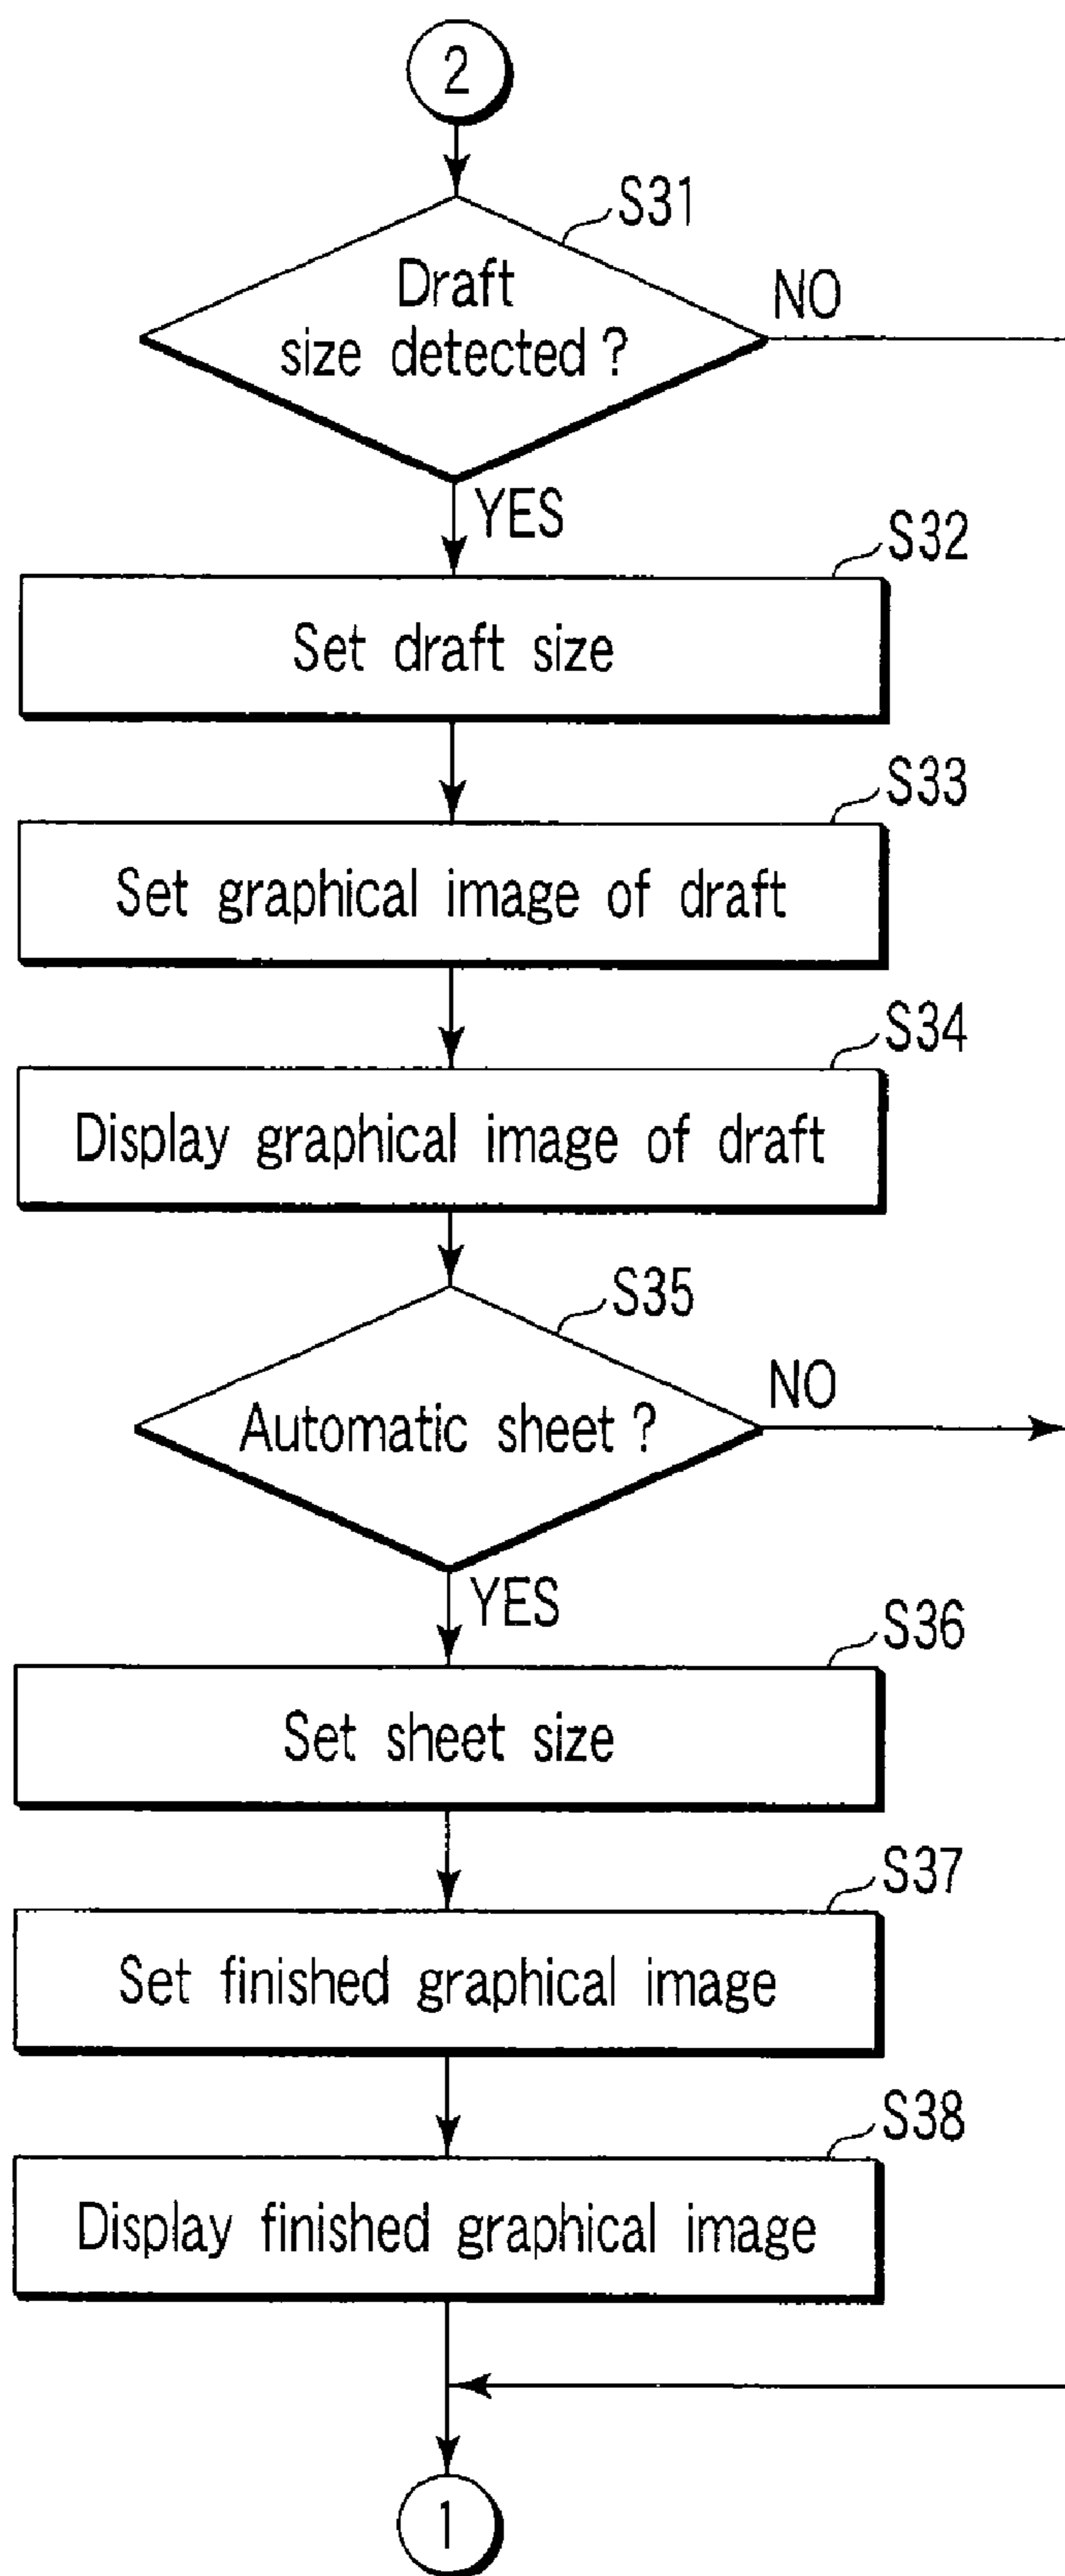 2
S31
Draft
size detected ?
NO
YES
S32
Set draft size
S33
Set graphical image of draft
S34
Display graphical image of draft
S35
Automatic sheet ?
NO
YES
S36
Set sheet size
S37
Set finished graphical image
S38
Display finished graphical image
1